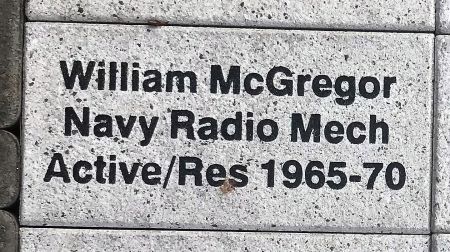 William McGregor
Navy Radio Mech
Active/Res 1965-70